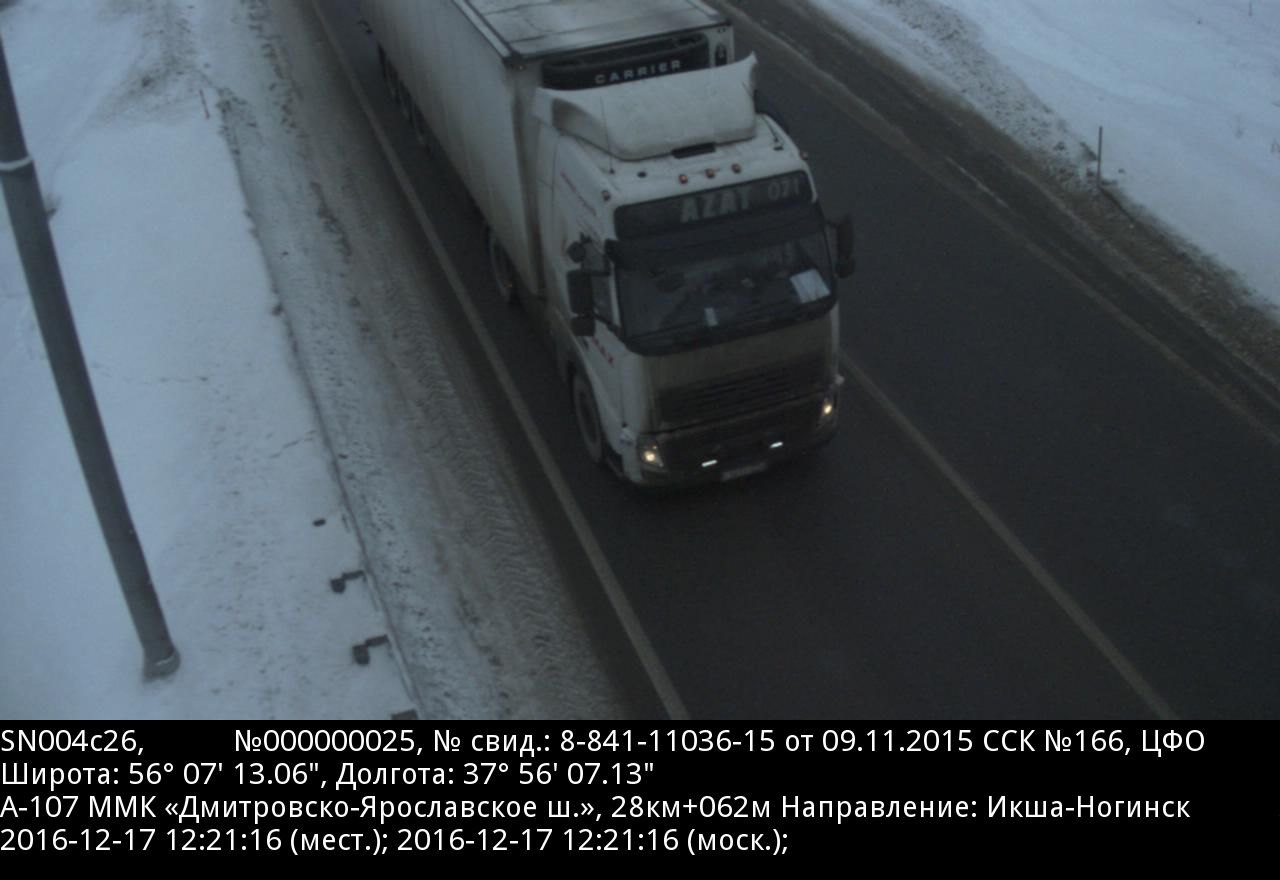 CARRIER
AZAT 071
SN004c26, №000000025, № свид.: 8-841-11036-15 от 09.11.2015 ССК №166, ЦФО
Широта: 56° 07' 13.06", Долгота: 37° 56' 07.13"
А-107 ММК «Дмитровско-Ярославское ш.», 28км+062м Направление: Икша-Ногинск
2016-12-17 12:21:16 (мест.); 2016-12-17 12:21:16 (моск.);